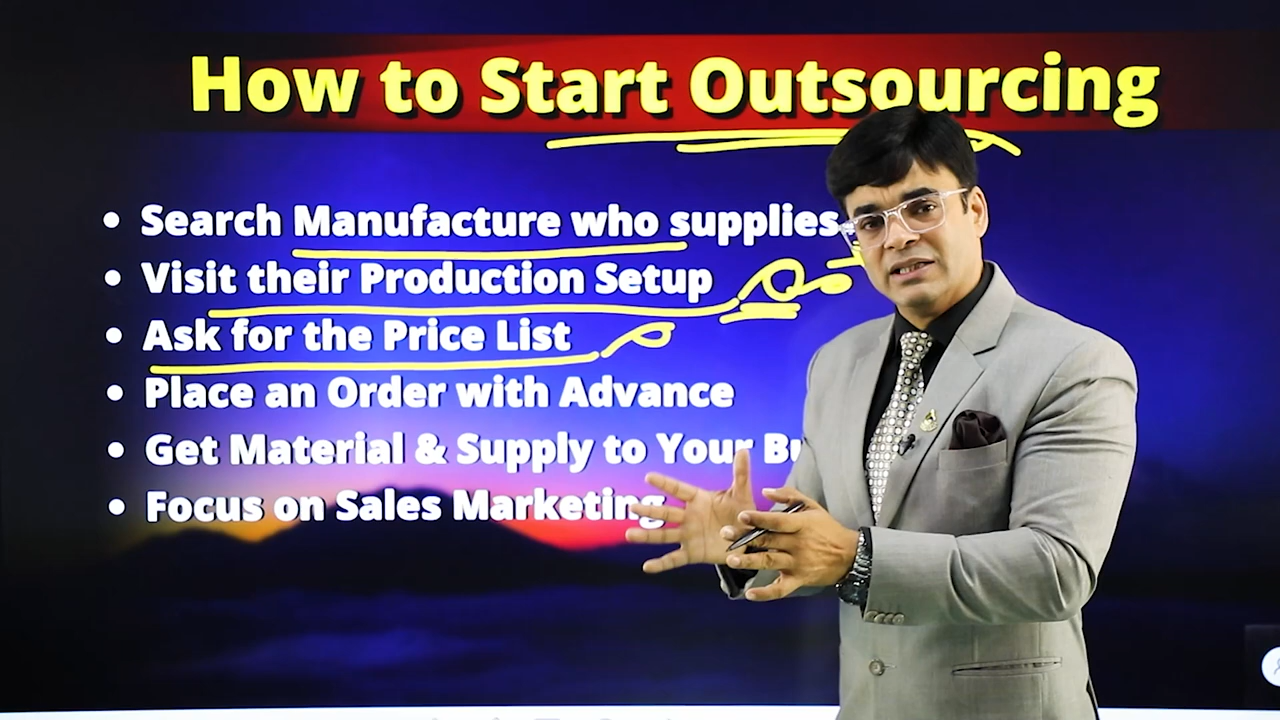 How to Start Outsourcing
• Search Manufacture who supplies
• Visit their Production Setup
• Ask for the Price List
• Place an Order with Advance
• Get Material & Supply to Your
• Focus on Sales Marketing